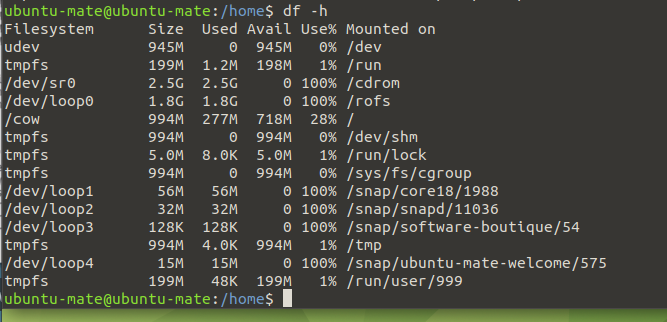 ubuntu-mate@ubuntu-mate:/home$ df -h
Filesystem      Size  Used Avail Use% Mounted on
udev            945M     0  945M   0% /dev
tmpfs           199M  1.2M  198M   1% /run
/dev/sr0        2.5G  2.5G     0 100% /cdrom
/dev/loop0      1.8G  1.8G     0 100% /rofs
/cow            994M  277M  718M  28% /
tmpfs           994M     0  994M   0% /dev/shm
tmpfs           5.0M  8.0K  5.0M   1% /run/lock
tmpfs           994M     0  994M   0% /sys/fs/cgroup
/dev/loop1       56M   56M     0 100% /snap/core18/1988
/dev/loop2       32M   32M     0 100% /snap/snapd/11036
/dev/loop3      128K  128K     0 100% /snap/software-boutique/54
tmpfs           994M  4.0K  994M   1% /tmp
/dev/loop4       15M   15M     0 100% /snap/ubuntu-mate-welcome/575
tmpfs           199M   48K  199M   1% /run/user/999
ubuntu-mate@ubuntu-mate:/home$